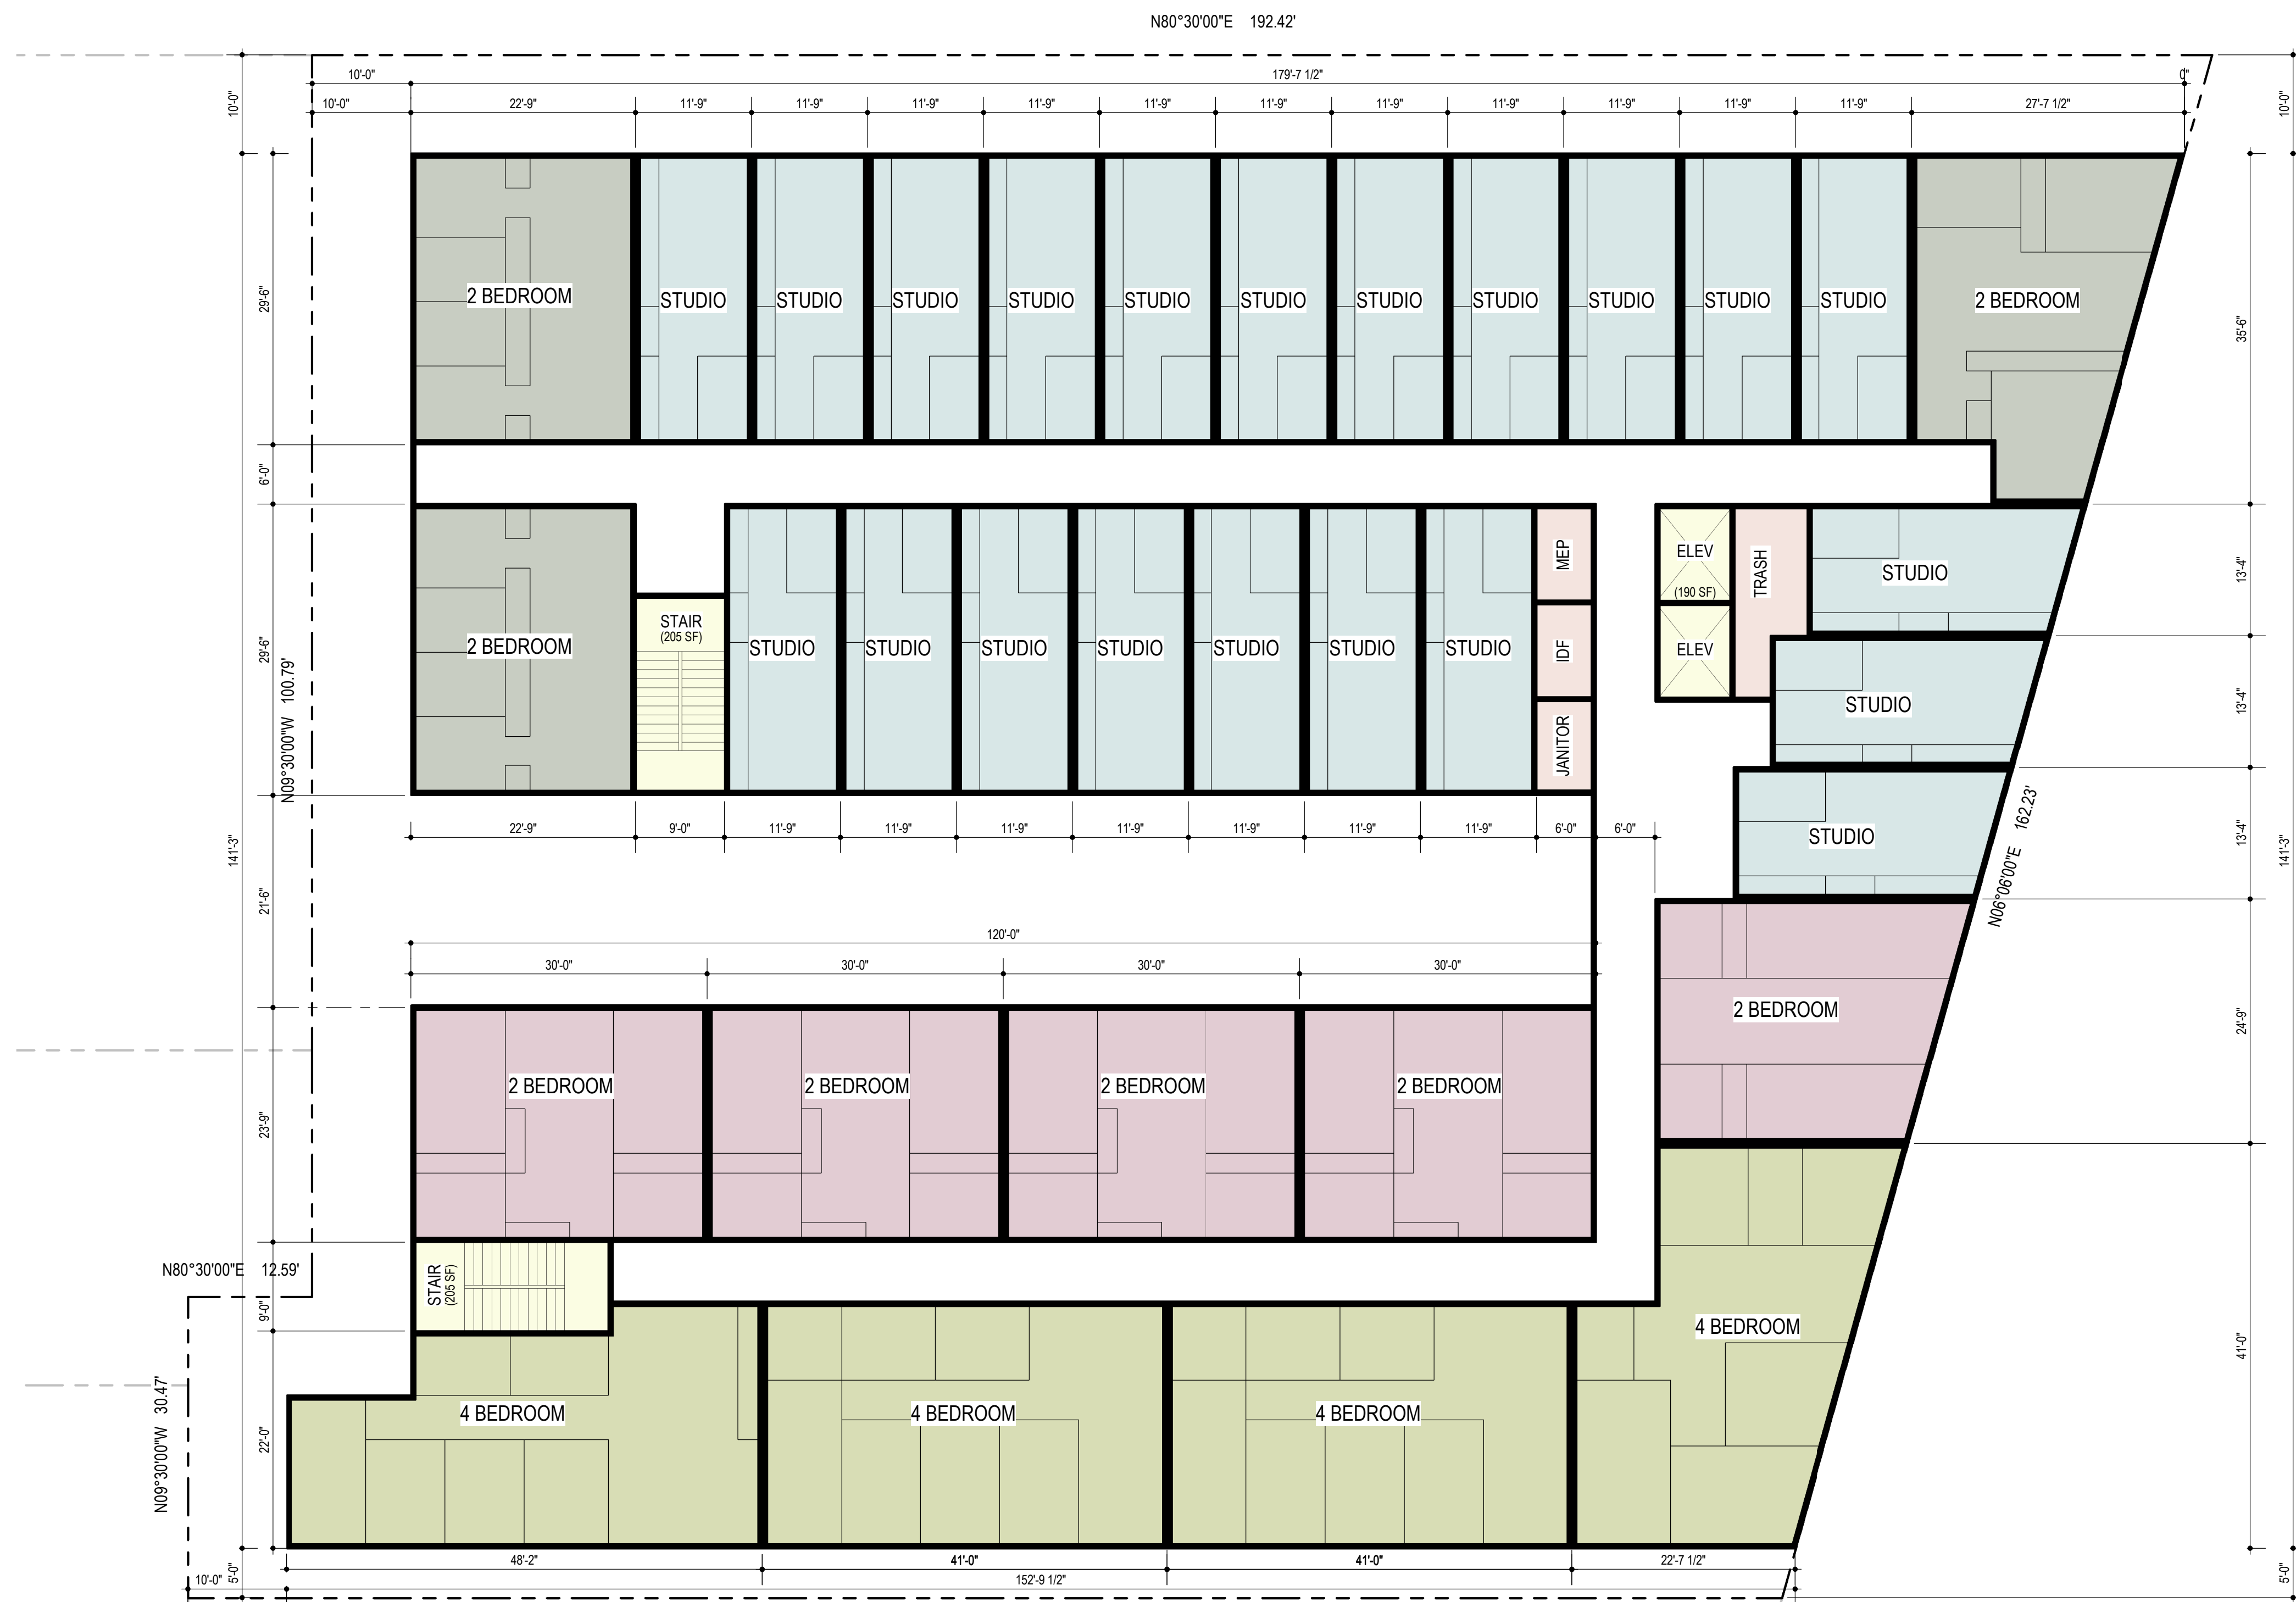 N80°30'00"E 192.42'
10'-0" 179'-7 1/2" 0"
10'-0" 22'-9" 11'-9" 11'-9" 11'-9" 11'-9" 11'-9" 11'-9" 11'-9" 11'-9" 11'-9" 11'-9" 11'-9" 27'-7 1/2"
10'-0"
10'-0"
29'-6"
2 BEDROOM STUDIO STUDIO STUDIO STUDIO STUDIO STUDIO STUDIO STUDIO STUDIO STUDIO STUDIO 2 BEDROOM
35'-6"
6'-0"
29'-6"
2 BEDROOM
STAIR
(205 SF)
STUDIO STUDIO STUDIO STUDIO STUDIO STUDIO STUDIO
MEP
IDF
JANITOR
ELEV
(190 SF)
ELEV
TRASH
STUDIO
13'-4"
STUDIO
13'-4"
STUDIO
13'-4"
N09°30'00"W 100.79'
141'-3"
141'-3"
N06°06'00"E 162.23'
22'-9" 9'-0" 11'-9" 11'-9" 11'-9" 11'-9" 11'-9" 11'-9" 11'-9" 6'-0" 6'-0"
21'-6"
120'-0"
30'-0" 30'-0" 30'-0" 30'-0"
2 BEDROOM
24'-9"
23'-9"
2 BEDROOM 2 BEDROOM 2 BEDROOM 2 BEDROOM
N80°30'00"E 12.59'
9'-0"
STAIR
(205 SF)
4 BEDROOM
41'-0"
N09°30'00"W 30.47'
22'-0"
4 BEDROOM 4 BEDROOM 4 BEDROOM
48'-2" 41'-0" 41'-0" 22'-7 1/2"
10'-0" 5'-0" 152'-9 1/2" 5'-0"